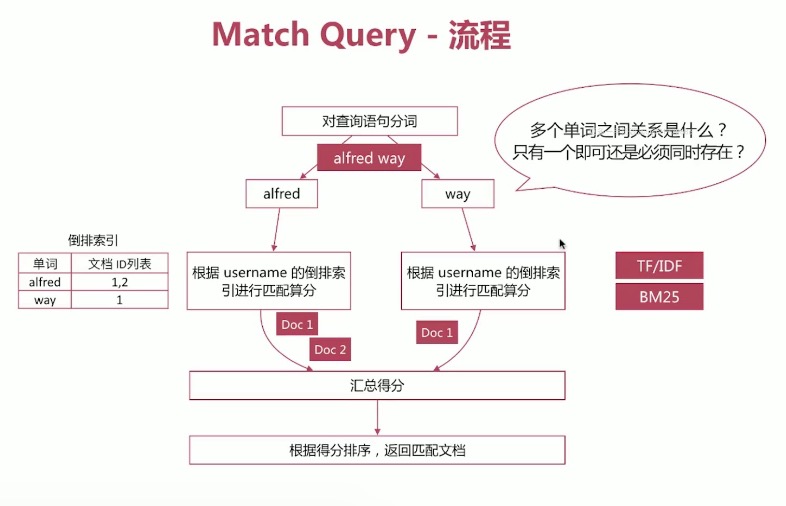 Match Query - 流程
对查询语句分词
alfred way
多个单词之间关系是什么？
只有一个即可还是必须同时存在？
alfred
way
倒排索引
单词 文档 ID列表
alfred 1,2
way 1
根据 username 的倒排索
引进行匹配算分
根据 username 的倒排索
引进行匹配算分
TF/IDF
BM25
Doc 1
Doc 2
Doc 1
汇总得分
根据得分排序，返回匹配文档